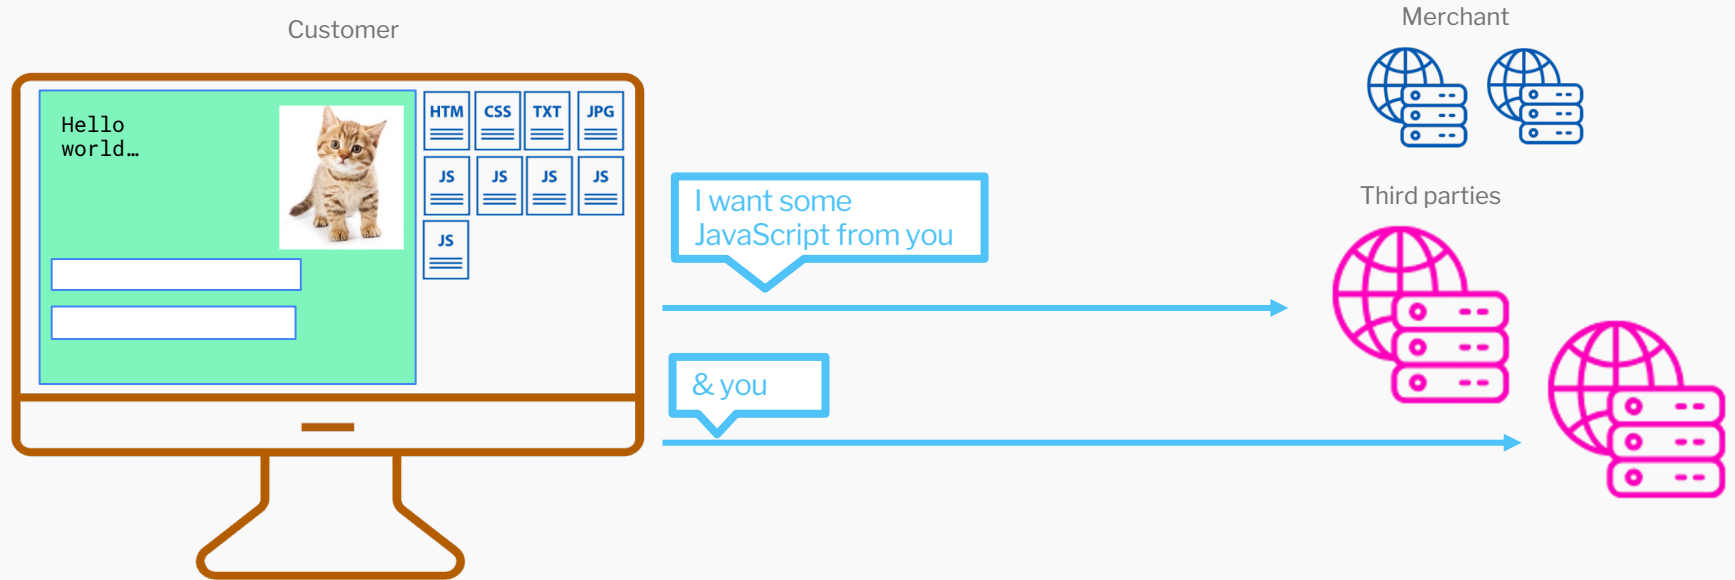 Customer
Merchant
Hello
world…
HTM CSS TXT JPG
JS JS JS JS
JS
I want some
JavaScript from you
Third parties
& you